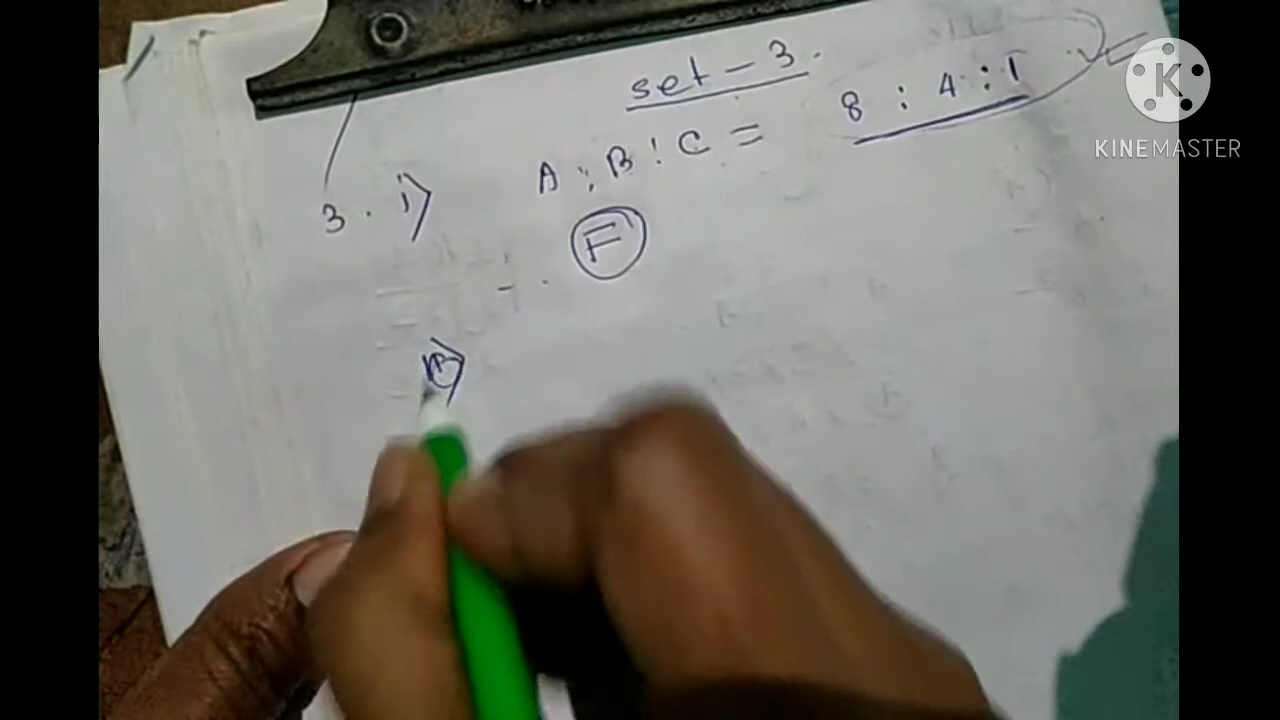 set - 3.
3. i) A : B : C = 8 : 4 : 1
F
KINEMASTER